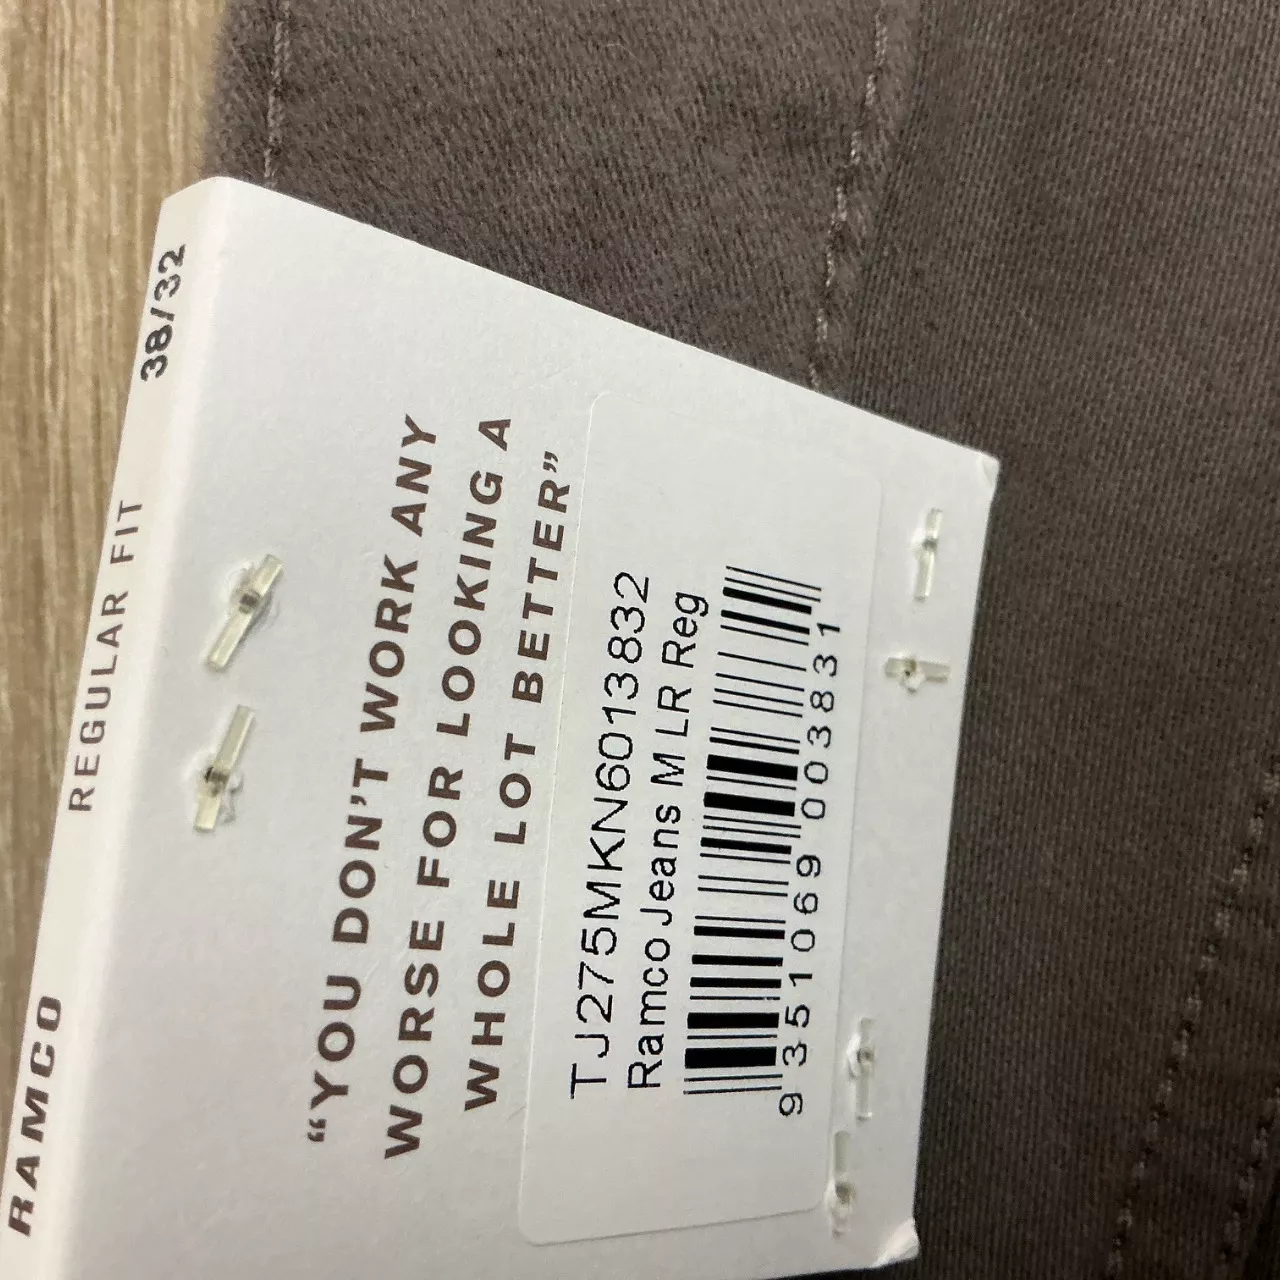 RAMCO REGULAR FIT 38/32
“YOU DON’T WORK ANY
WORSE FOR LOOKING A
WHOLE LOT BETTER”
TJ275MKN6013832
Ramco Jeans M LR Reg
9 351069 003831